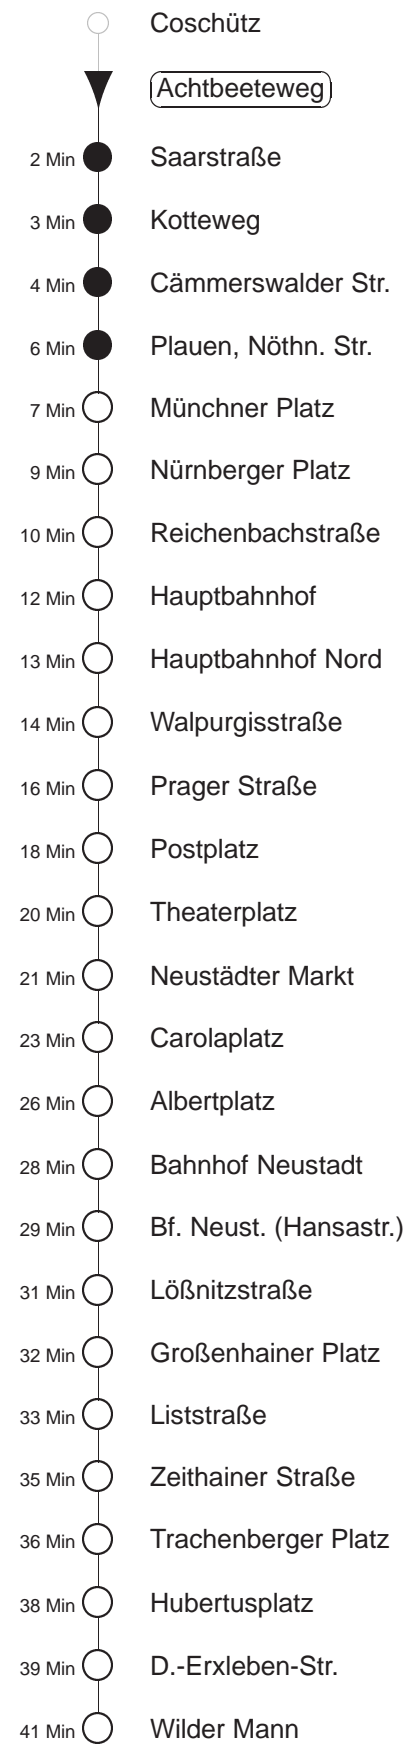 Coschütz
Achtbeeteweg
2 Min Saarstraße
3 Min Kotteweg
4 Min Cämmerswalder Str.
6 Min Plauen, Nöthn. Str.
7 Min Münchner Platz
9 Min Nürnberger Platz
10 Min Reichenbachstraße
12 Min Hauptbahnhof
13 Min Hauptbahnhof Nord
14 Min Walpurgisstraße
16 Min Prager Straße
18 Min Postplatz
20 Min Theaterplatz
21 Min Neustädter Markt
23 Min Carolaplatz
26 Min Albertplatz
28 Min Bahnhof Neustadt
29 Min Bf. Neust. (Hansastr.)
31 Min Lößnitzstraße
32 Min Großenhainer Platz
33 Min Liststraße
35 Min Zeithainer Straße
36 Min Trachenberger Platz
38 Min Hubertusplatz
39 Min D.-Erxleben-Str.
41 Min Wilder Mann